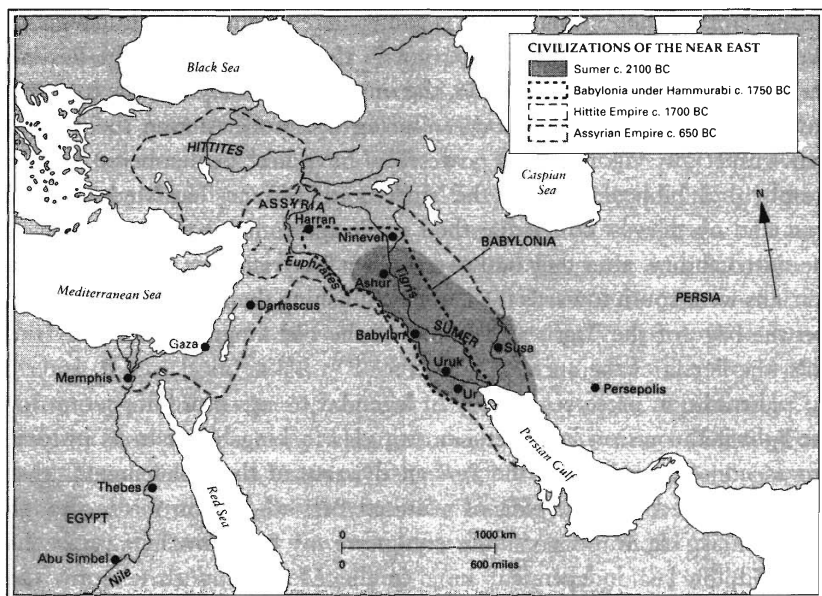 CIVILIZATIONS OF THE NEAR EAST
Sumer c. 2100 BC
Babylonia under Hammurabi c. 1750 BC
Hittite Empire c. 1700 BC
Assyrian Empire c. 650 BC
Black Sea
HITTITES
Caspian
Sea
N
ASSYRIA
Harran
Nineveh
BABYLONIA
Euphrates
Ashur
Tigris
Mediterranean Sea
Damascus
PERSIA
Babylon
SUMER
Gaza
Uruk
Susa
Memphis
Ur
Persepolis
Persian Gulf
Red Sea
Thebes
EGYPT
0 1000 km
0 600 miles
Abu Simbel
Nile